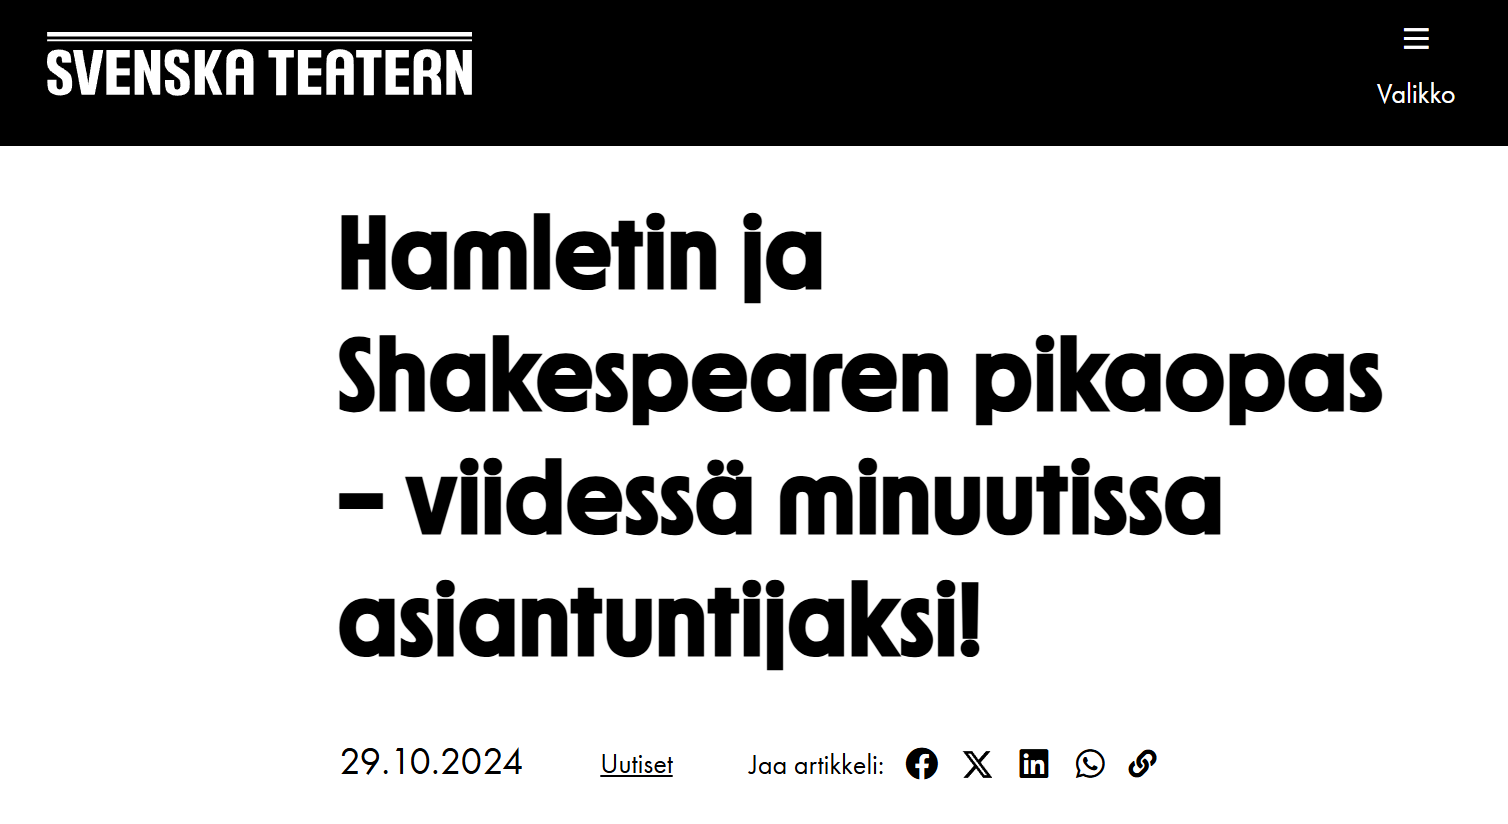 SVENSKA TEATERN
Valikko
Hamletin ja
Shakespearen pikaopas
– viidessä minuutissa
asiantuntijaksi!
29.10.2024 Uutiset Jaa artikkeli: